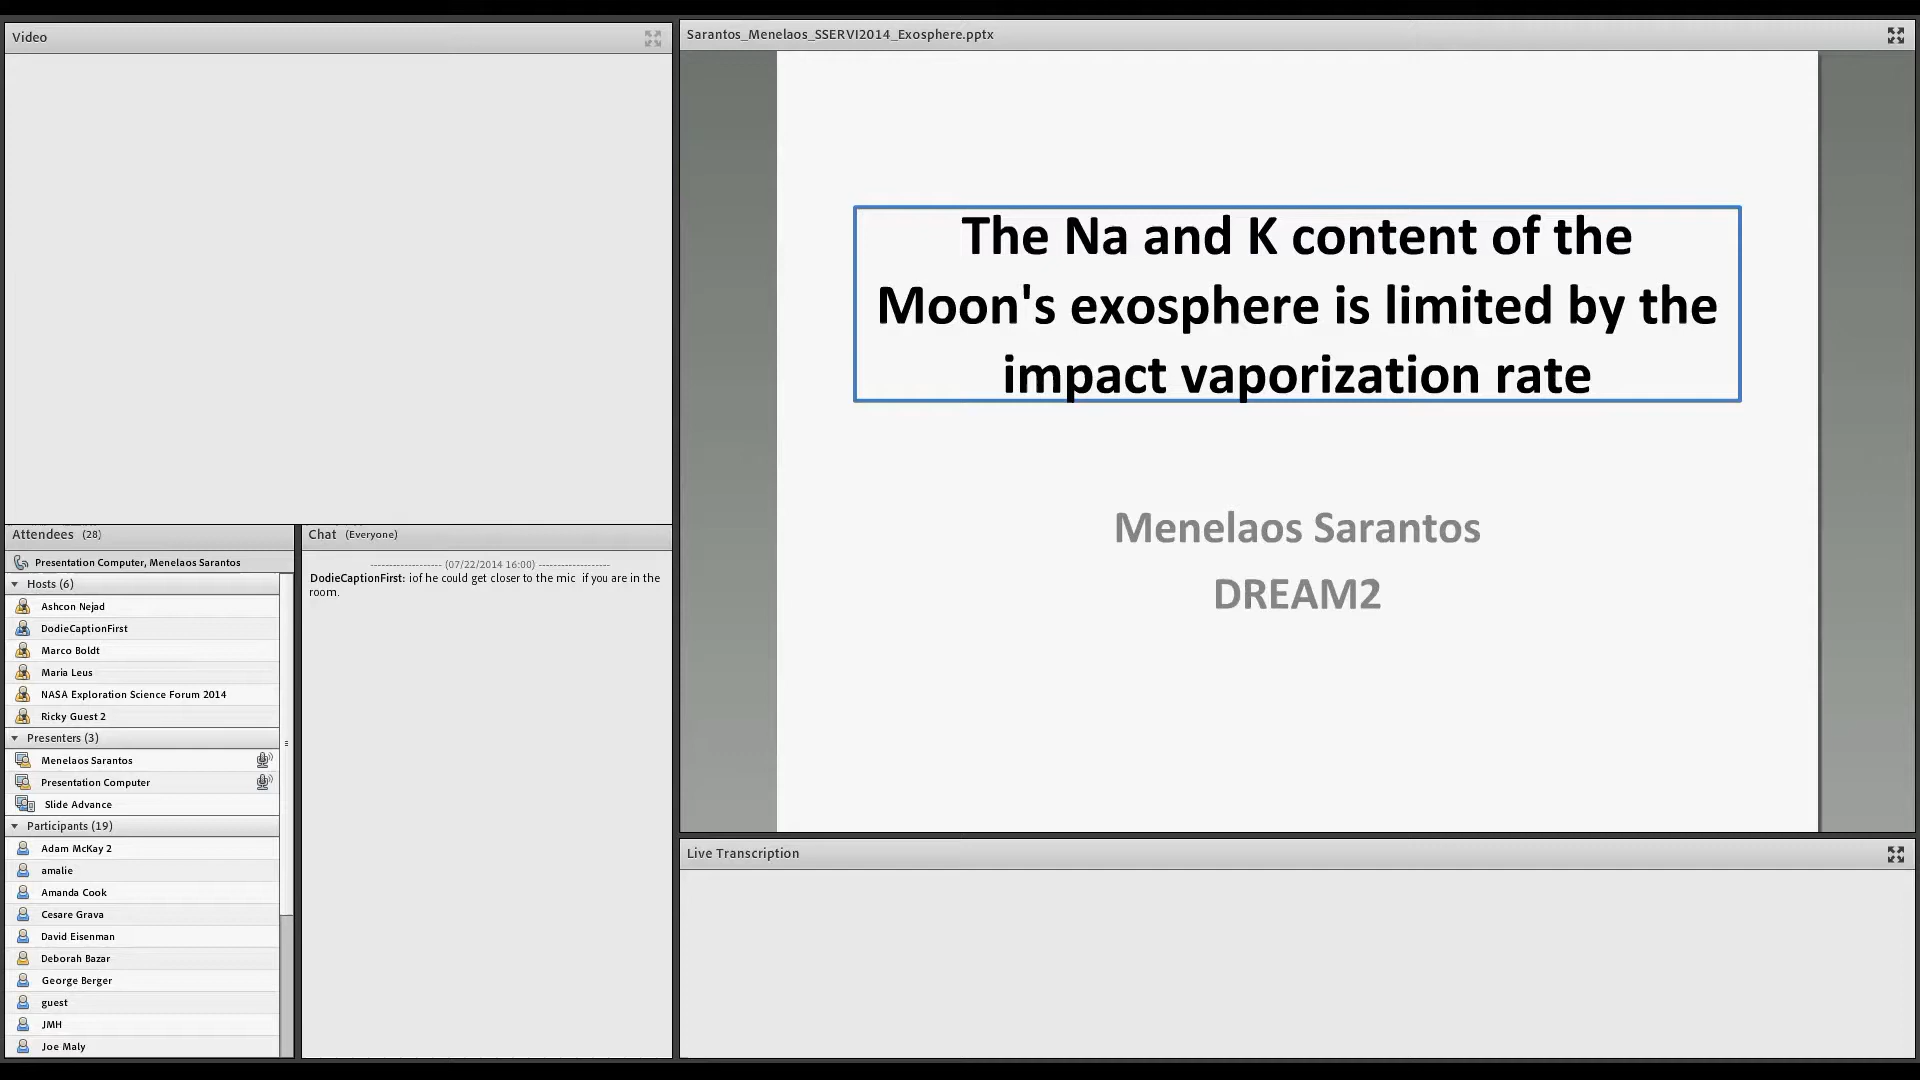 Video
Attendees (28)
Presentation Computer, Menelaos Sarantos
Hosts (6)
Ashcon Nejad
DodieCaptionFirst
Marco Boldt
Maria Leus
NASA Exploration Science Forum 2014
Ricky Guest 2
Presenters (3)
Menelaos Sarantos
Presentation Computer
Slide Advance
Participants (19)
Adam McKay 2
amalie
Amanda Cook
Cesare Grava
David Eisenman
Deborah Bazar
George Berger
guest
JMH
Joe Maly
Chat (Everyone)
------------------- (07/22/2014 16:00) -------------------
DodieCaptionFirst: iof he could get closer to the mic if you are in the
room.
Sarantos_Menelaos_SSERVI2014_Exosphere.pptx
The Na and K content of the
Moon's exosphere is limited by the
impact vaporization rate
Menelaos Sarantos
DREAM2
Live Transcription